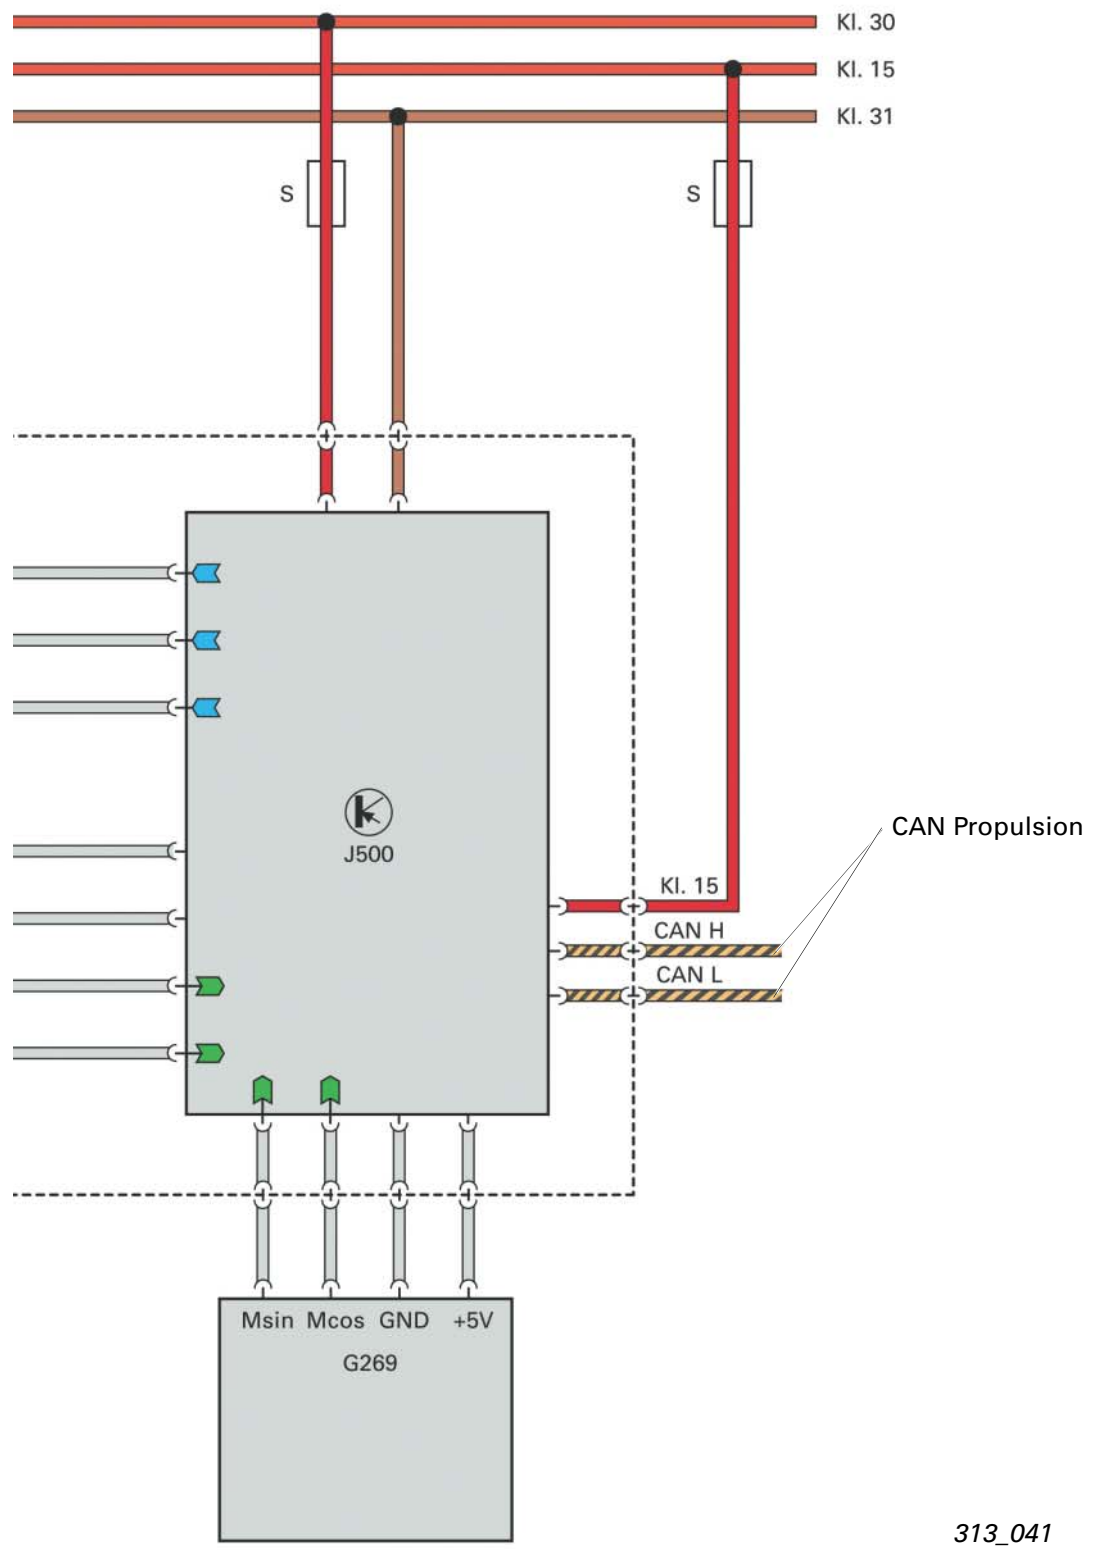 Kl. 30
Kl. 15
Kl. 31
S
S
J500
CAN Propulsion
Kl. 15
CAN H
CAN L
Msin Mcos GND +5V
G269
313_041